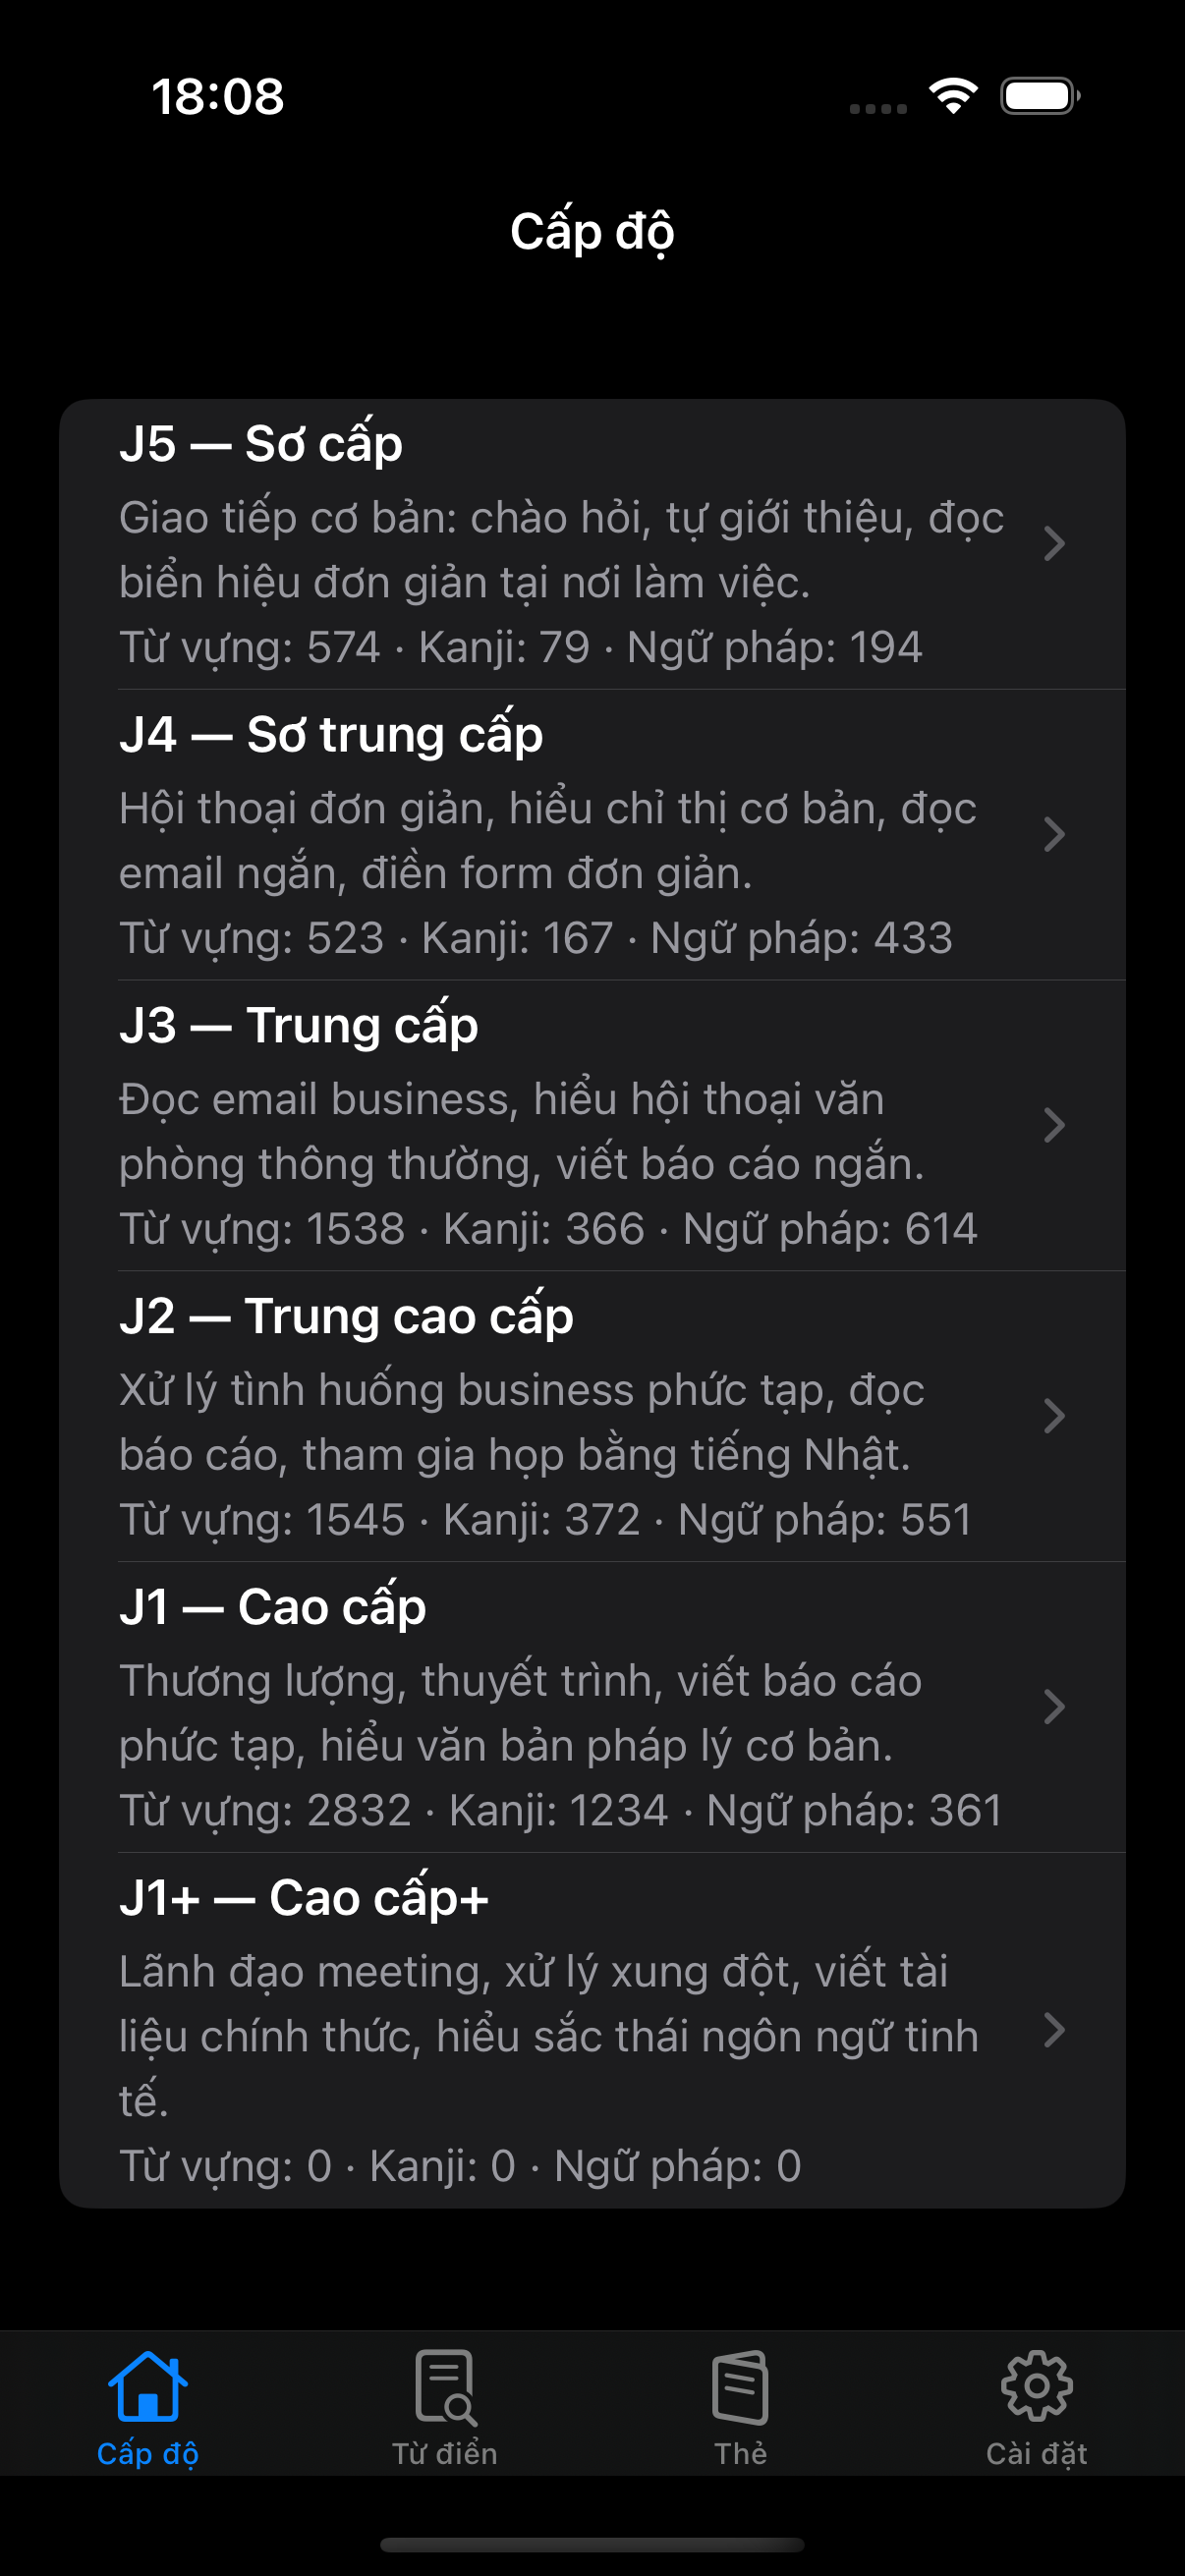 18:08
Cấp độ
J5 — Sơ cấp
Giao tiếp cơ bản: chào hỏi, tự giới thiệu, đọc
biển hiệu đơn giản tại nơi làm việc.
Từ vựng: 574 · Kanji: 79 · Ngữ pháp: 194
J4 — Sơ trung cấp
Hội thoại đơn giản, hiểu chỉ thị cơ bản, đọc
email ngắn, điền form đơn giản.
Từ vựng: 523 · Kanji: 167 · Ngữ pháp: 433
J3 — Trung cấp
Đọc email business, hiểu hội thoại văn
phòng thông thường, viết báo cáo ngắn.
Từ vựng: 1538 · Kanji: 366 · Ngữ pháp: 614
J2 — Trung cao cấp
Xử lý tình huống business phức tạp, đọc
báo cáo, tham gia họp bằng tiếng Nhật.
Từ vựng: 1545 · Kanji: 372 · Ngữ pháp: 551
J1 — Cao cấp
Thương lượng, thuyết trình, viết báo cáo
phức tạp, hiểu văn bản pháp lý cơ bản.
Từ vựng: 2832 · Kanji: 1234 · Ngữ pháp: 361
J1+ — Cao cấp+
Lãnh đạo meeting, xử lý xung đột, viết tài
liệu chính thức, hiểu sắc thái ngôn ngữ tinh
tế.
Từ vựng: 0 · Kanji: 0 · Ngữ pháp: 0
Cấp độ
Từ điển
Thẻ
Cài đặt